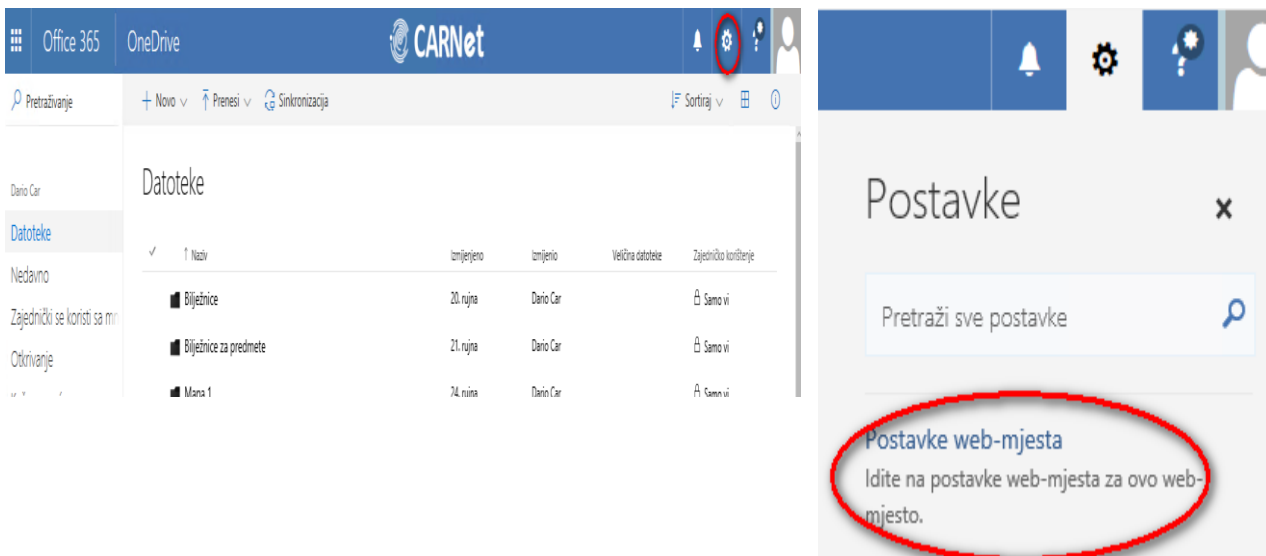 Office 365 OneDrive CARNet
Pretraživanje + Novo Prenesi Sinkronizacija Sortiraj
Datoteke
Dario Car
Datoteke
Nedavno
Zajednički se koristi sa
Otkrivanje
Naziv Izmijenjeno Izmijenio Veličina datoteke Zajedničko korištenje
Bilježnice 20. rujna Dario Car Samo vi
Bilježnice za predmete 21. rujna Dario Car Samo vi
Mapa 1 24. rujna Dario Car Samo vi
Postavke
Pretraži sve postavke
Postavke web-mjesta
Idite na postavke web-mjesta za ovo web-
mjesto.